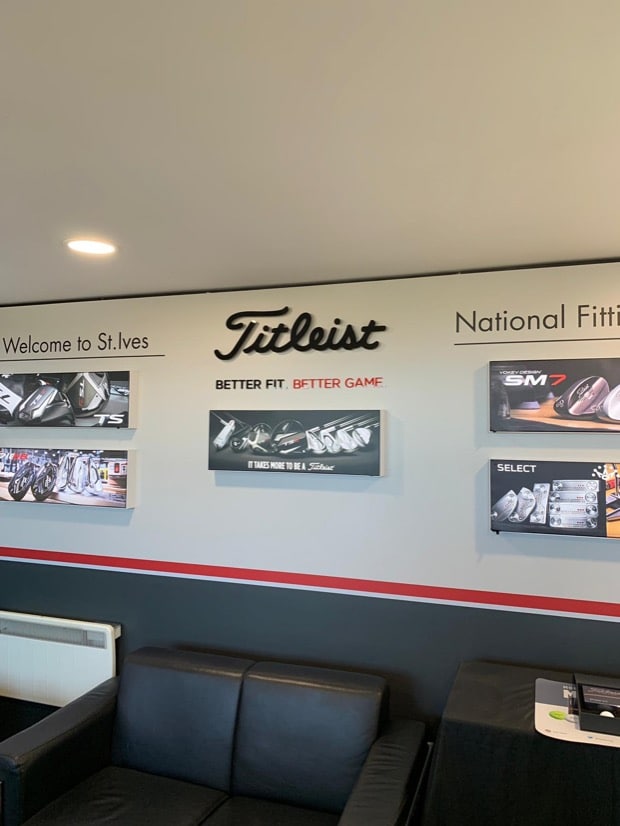 Welcome to St.Ives
Titleist
National Fitti
BETTER FIT. BETTER GAME.
TS
VOKEY DESIGN
SM7
IT TAKES MORE TO BE A Titleist
SELECT